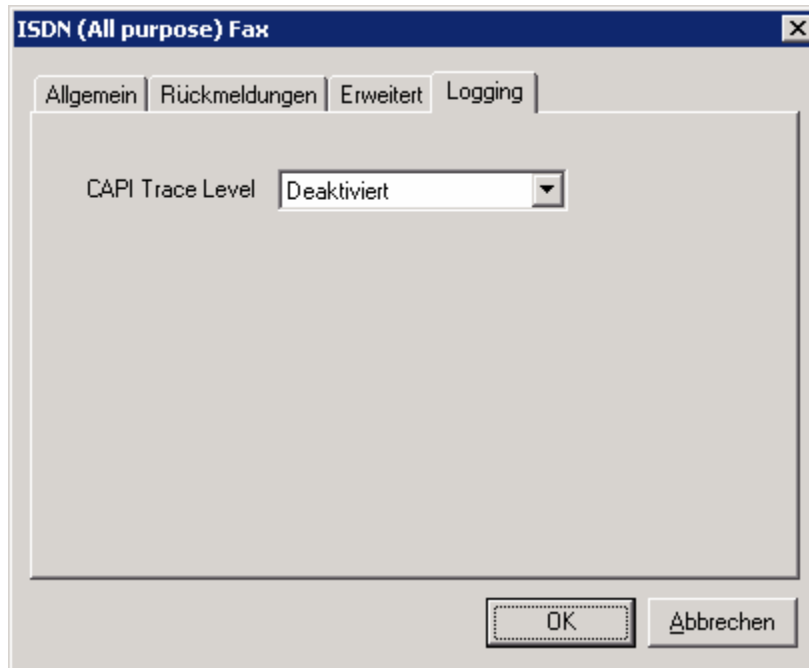 ISDN (All purpose) Fax
Allgemein Rückmeldungen Erweitert Logging
CAPI Trace Level Deaktiviert
OK Abbrechen